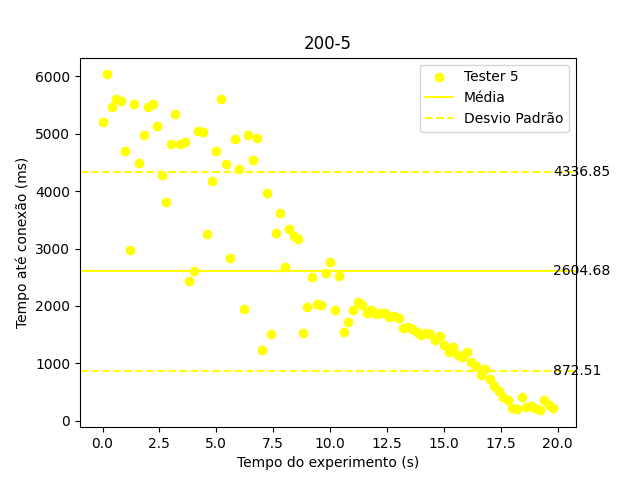 200-5
Tester 5
Média
Desvio Padrão
6000
5000
4000
3000
2000
1000
0
4336.85
2604.68
872.51
Tempo até conexão (ms)
0.0 2.5 5.0 7.5 10.0 12.5 15.0 17.5 20.0
Tempo do experimento (s)